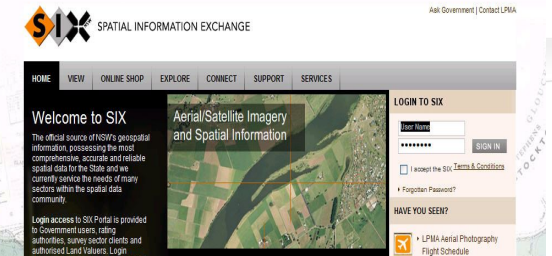 Ask Government | Contact LPMA
SIX SPATIAL INFORMATION EXCHANGE
HOME VIEW ONLINE SHOP EXPLORE CONNECT SUPPORT SERVICES
Welcome to SIX
The official source of NSW's geospatial
information, possessing the most
comprehensive, accurate and reliable
spatial data for the State and we
currently service the needs of many
sectors within the spatial data
community.
Login access to SIX Portal is provided
to Government users, rating
authorities, survey sector clients and
authorised Land Valuers. Login
Aerial/Satellite Imagery
and Spatial Information
LOGIN TO SIX
User Name
••••••••
SIGN IN
I accept the SIX Terms & Conditions
Forgotten Password?
HAVE YOU SEEN?
LPMA Aerial Photography
Flight Schedule